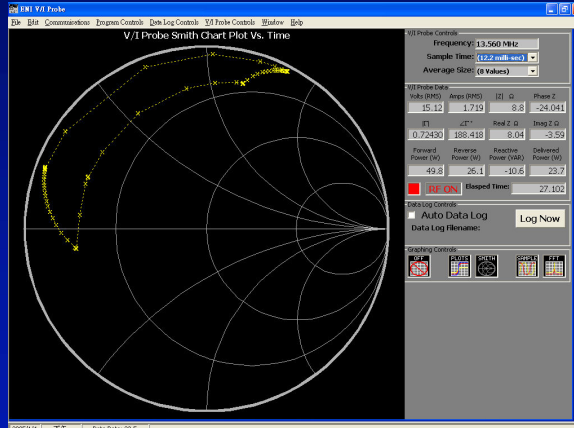 ENI V/I Probe
File Edit Communications Program Controls Data Log Controls V/I Probe Controls Window Help
V/I Probe Smith Chart Plot Vs. Time
V/I Probe Controls
Frequency: 13.560 MHz
Sample Time: (12.2 milli-sec)
Average Size: (8 Values)
V/I Probe Data
Volts (RMS) Amps (RMS) |Z| Ω Phase Z
15.12 1.719 8.8 -24.041
|Γ| ∠Γ° Real Z Ω Imag Z Ω
0.72430 188.418 8.04 -3.59
Forward Power (W) Reverse Power (W) Reactive Power (VAR) Delivered Power (W)
49.8 26.1 -10.6 23.7
RF ON Elasped Time: 27.102
Data Log Controls
Auto Data Log
Log Now
Data Log Filename:
Graphing Controls
OFF PLOTS SMITH SAMPLE FFT